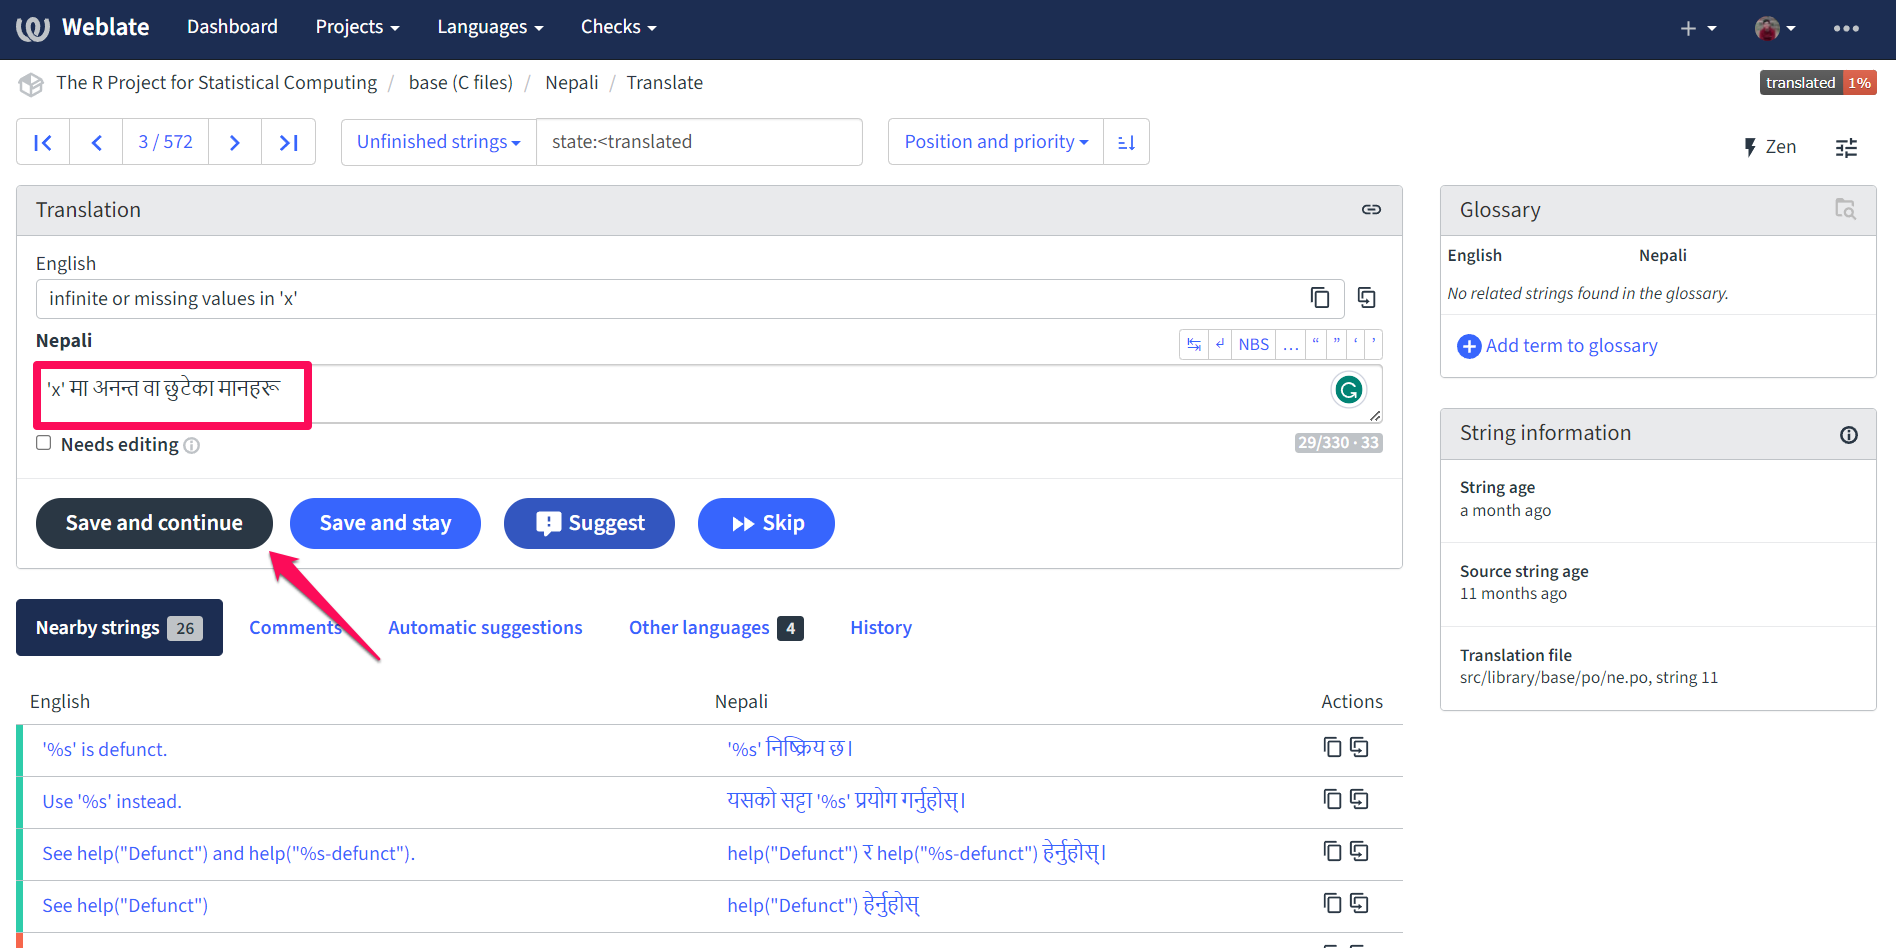 Weblate Dashboard Projects Languages Checks
The R Project for Statistical Computing / base (C files) / Nepali / Translate
translated 1%
3 / 572
Unfinished strings
state:<translated
Position and priority
Zen
Translation
English
infinite or missing values in 'x'
Nepali
NBS … “ ” ‘ ’
'x' मा अनन्त वा छुटेका मानहरू
Needs editing
29/330 · 33
Save and continue Save and stay Suggest Skip
Nearby strings 26 Comments Automatic suggestions Other languages 4 History
English Nepali Actions
'%s' is defunct. '%s' निष्क्रिय छ।
Use '%s' instead. यसको सट्टा '%s' प्रयोग गर्नुहोस्।
See help("Defunct") and help("%s-defunct"). help("Defunct") र help("%s-defunct") हेर्नुहोस्।
See help("Defunct") help("Defunct") हेर्नुहोस्
Glossary
English Nepali
No related strings found in the glossary.
Add term to glossary
String information
String age
a month ago
Source string age
11 months ago
Translation file
src/library/base/po/ne.po, string 11